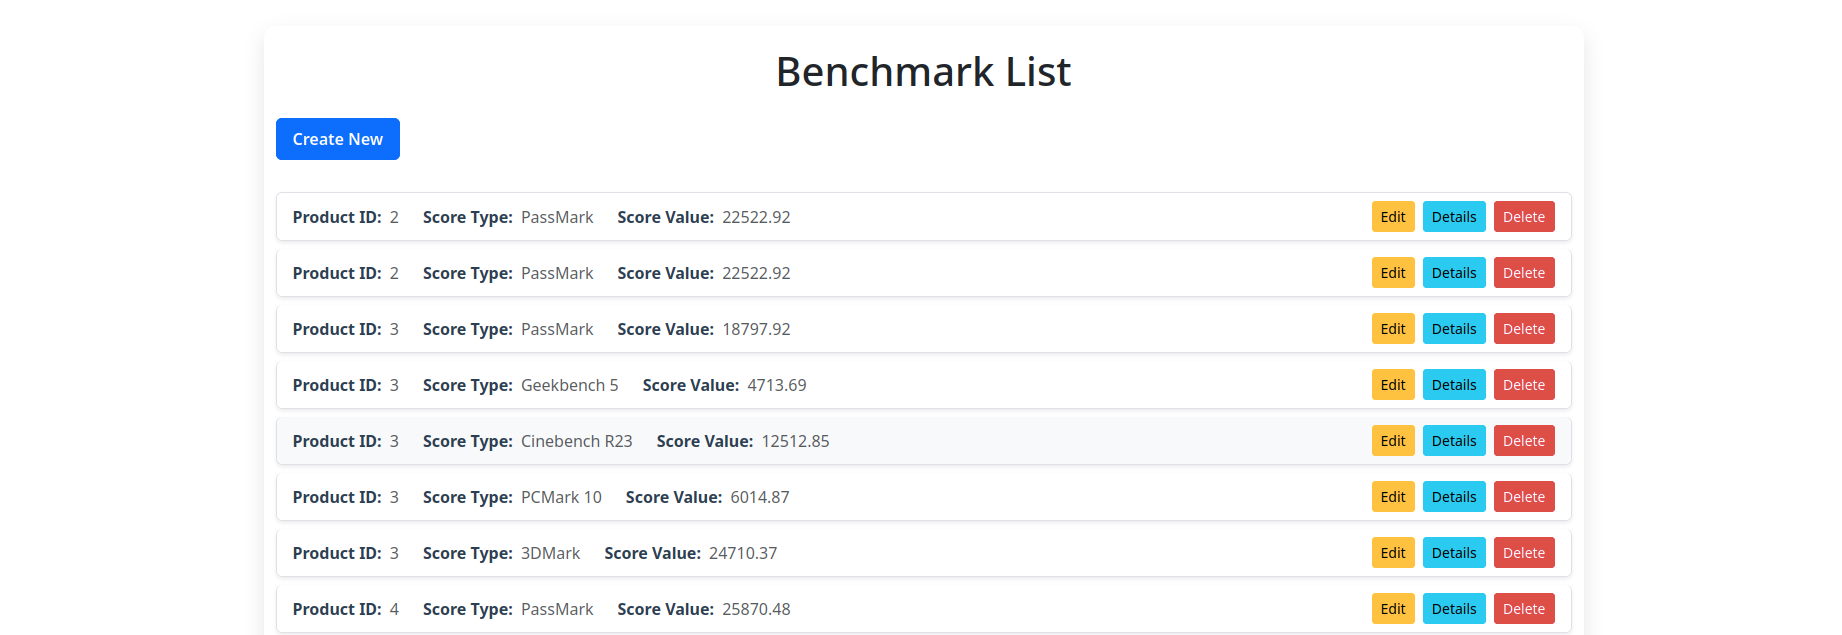 Benchmark List
Create New
Product ID: 2 Score Type: PassMark Score Value: 22522.92 Edit Details Delete
Product ID: 2 Score Type: PassMark Score Value: 22522.92 Edit Details Delete
Product ID: 3 Score Type: PassMark Score Value: 18797.92 Edit Details Delete
Product ID: 3 Score Type: Geekbench 5 Score Value: 4713.69 Edit Details Delete
Product ID: 3 Score Type: Cinebench R23 Score Value: 12512.85 Edit Details Delete
Product ID: 3 Score Type: PCMark 10 Score Value: 6014.87 Edit Details Delete
Product ID: 3 Score Type: 3DMark Score Value: 24710.37 Edit Details Delete
Product ID: 4 Score Type: PassMark Score Value: 25870.48 Edit Details Delete